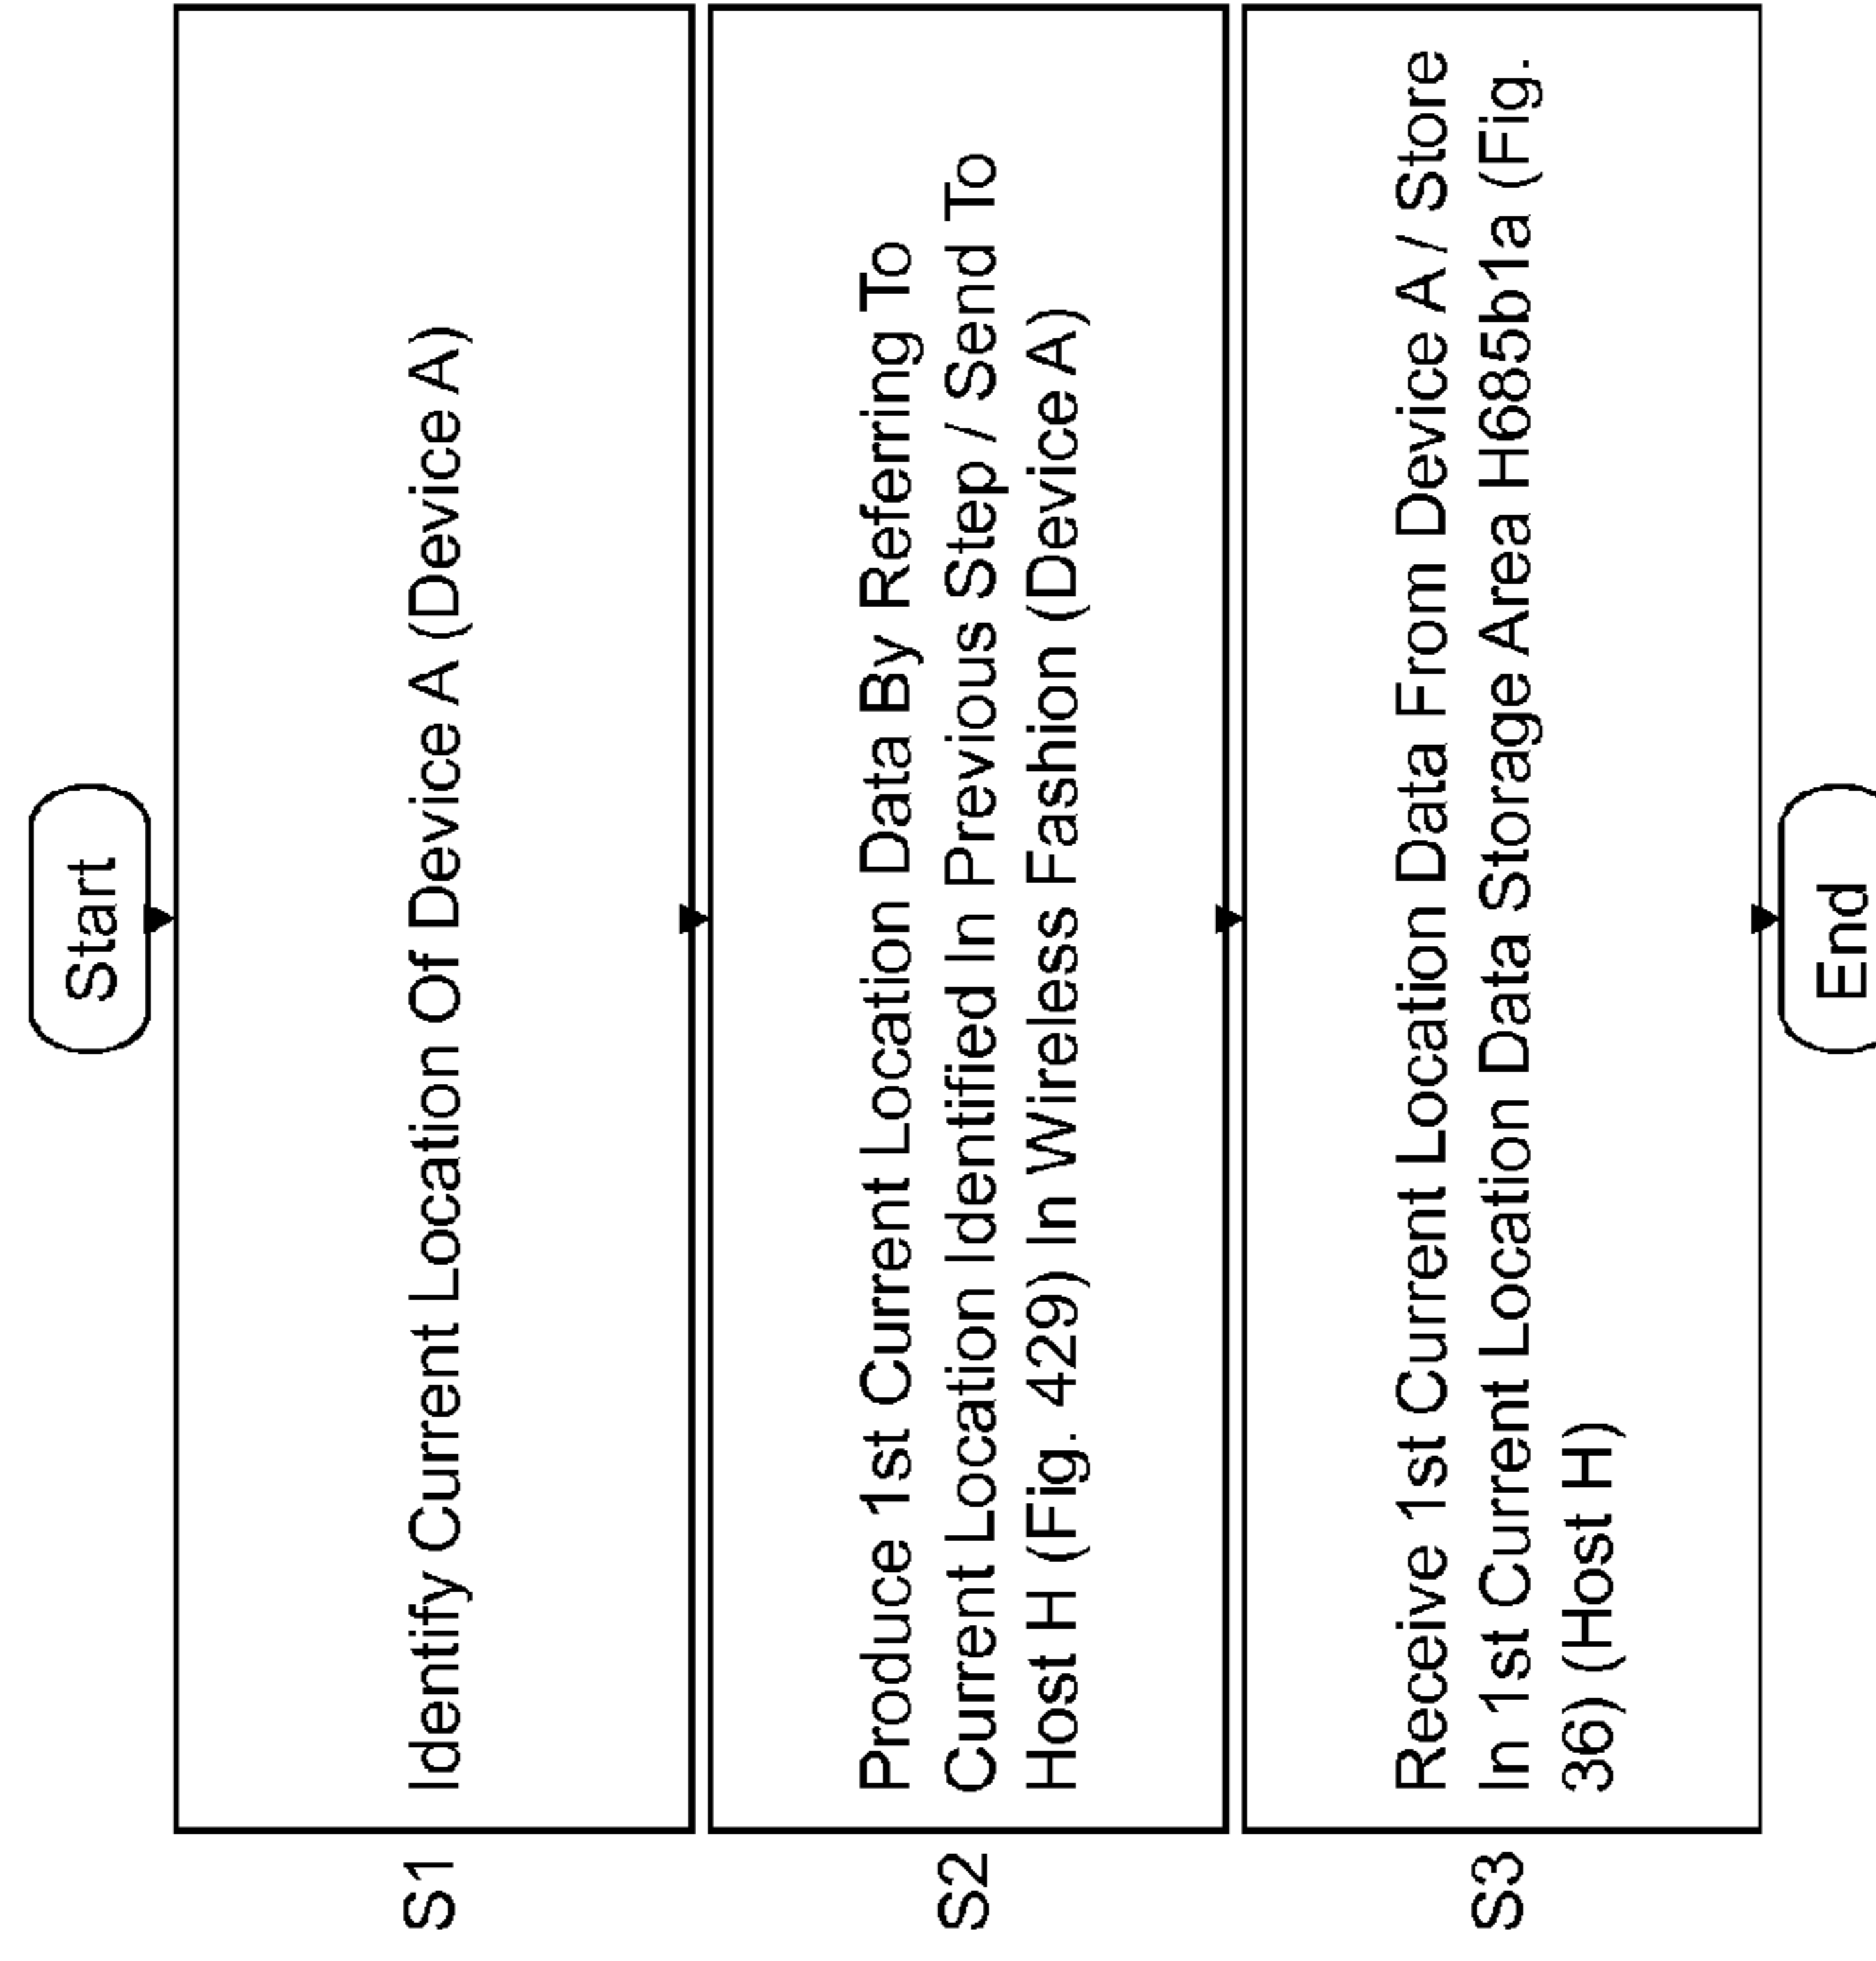 Start
S1
Identify Current Location Of Device A (Device A)
S2
Produce 1st Current Location Data By Referring To
Current Location Identified In Previous Step / Send To
Host H (Fig. 429) In Wireless Fashion (Device A)
S3
Receive 1st Current Location Data From Device A / Store
In 1st Current Location Data Storage Area H685b1a (Fig.
36) (Host H)
End